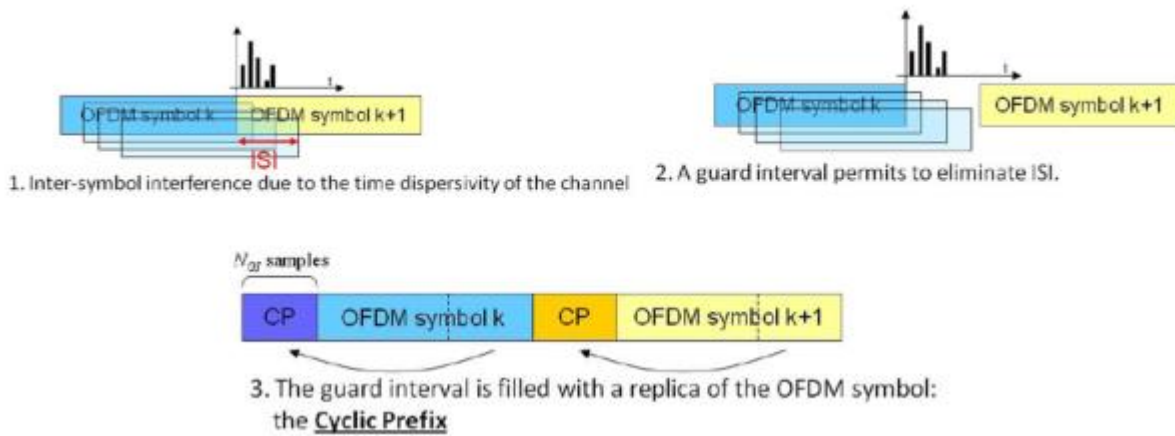 t
t
OFDM symbol k
OFDM symbol k+1
OFDM symbol k
OFDM symbol k+1
ISI
1. Inter-symbol interference due to the time dispersivity of the channel
2. A guard interval permits to eliminate ISI.
NGI samples
CP
OFDM symbol k
CP
OFDM symbol k+1
3. The guard interval is filled with a replica of the OFDM symbol:
the Cyclic Prefix